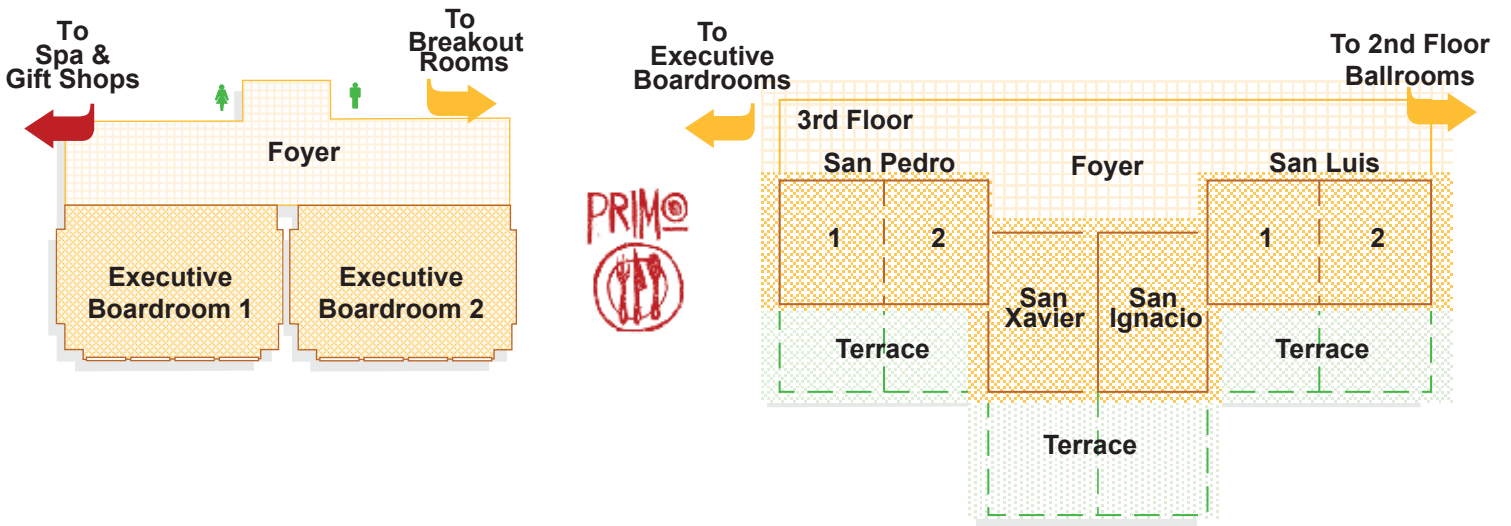 To
Spa &
Gift Shops
To
Breakout
Rooms
Foyer
Executive
Boardroom 1
Executive
Boardroom 2
PRIMO
To
Executive
Boardrooms
To 2nd Floor
Ballrooms
3rd Floor
San Pedro
Foyer
San Luis
1
2
1
2
San
Xavier
San
Ignacio
Terrace
Terrace
Terrace